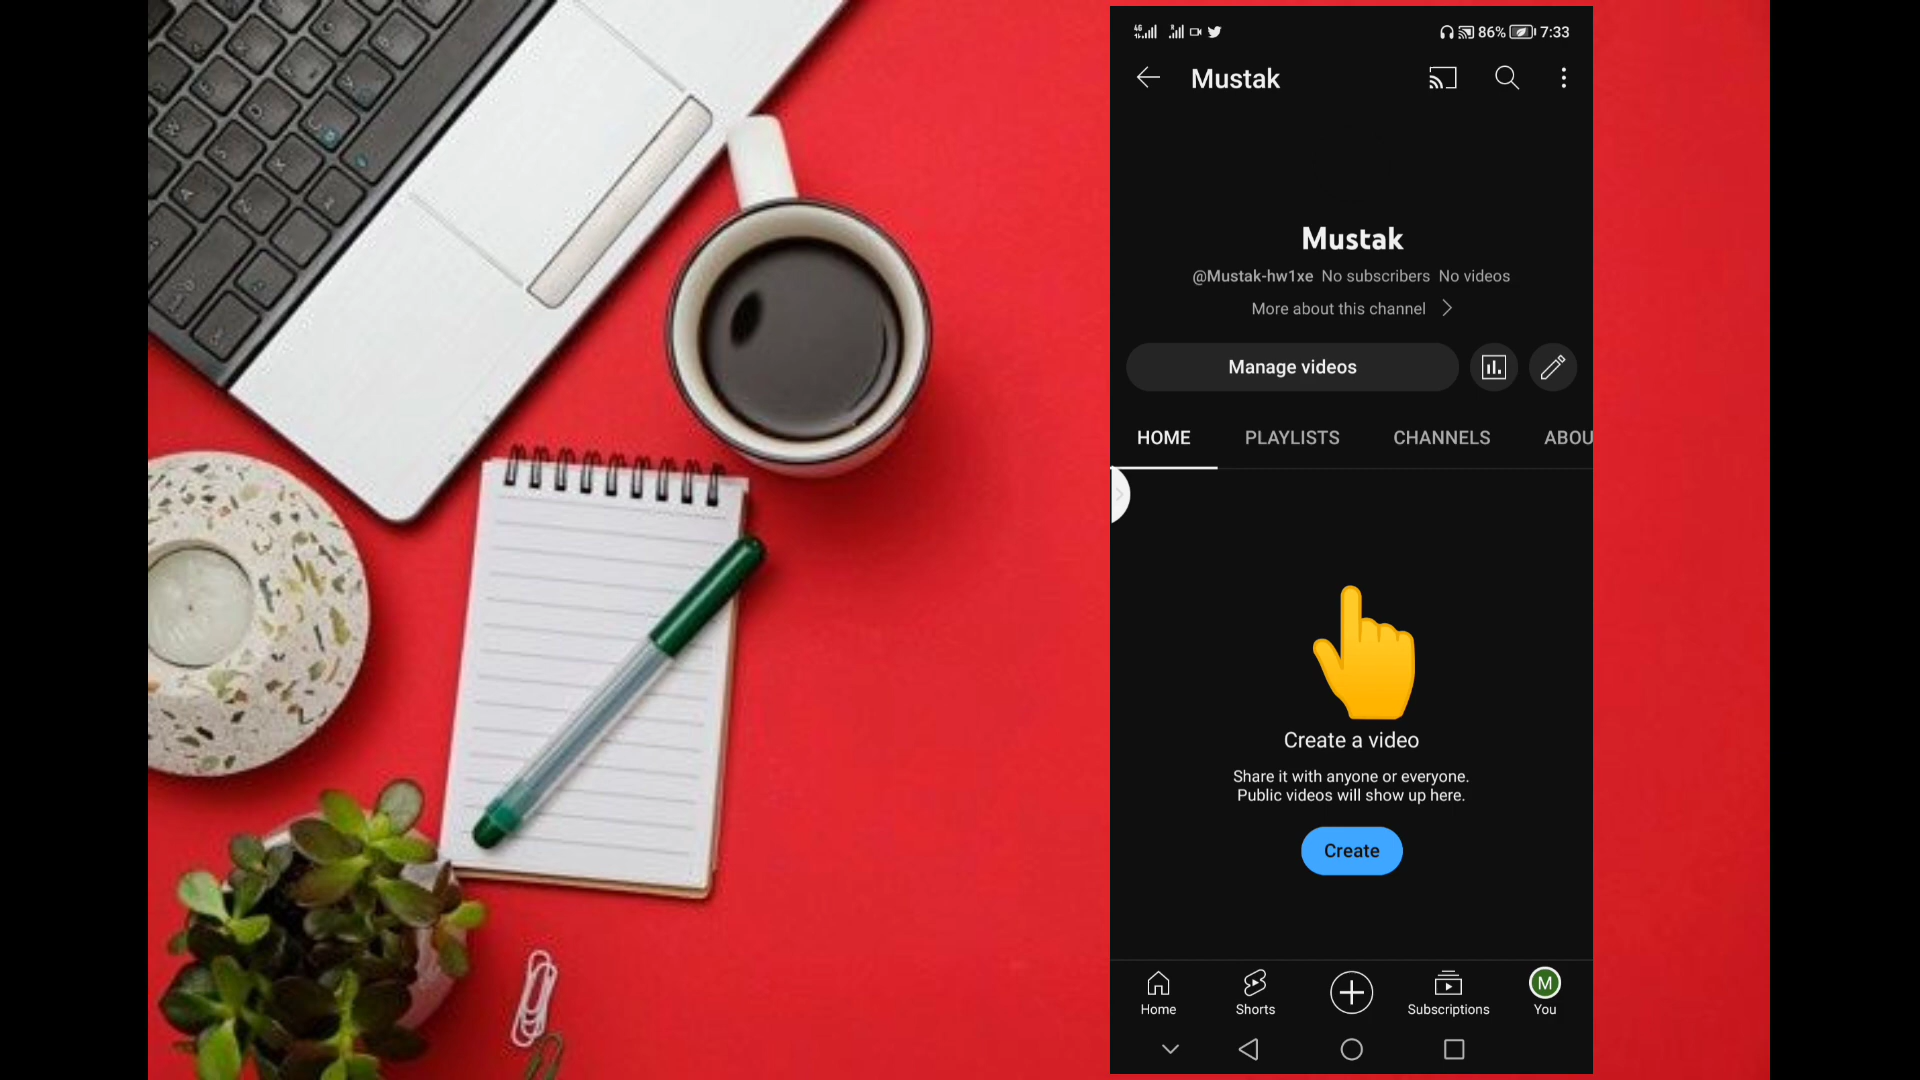 86% 7:33
Mustak
Mustak
@Mustak-hw1xe No subscribers No videos
More about this channel
Manage videos
HOME PLAYLISTS CHANNELS ABOU
Create a video
Share it with anyone or everyone.
Public videos will show up here.
Create
Home Shorts Subscriptions M You